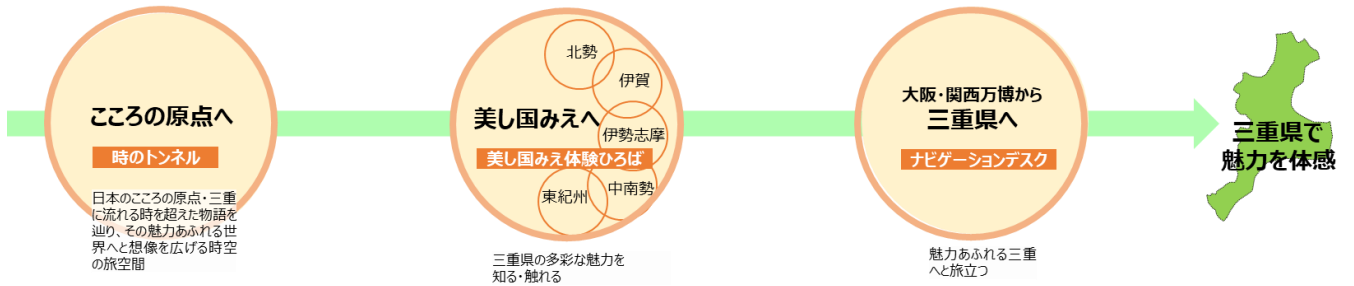 こころの原点へ
時のトンネル
日本のこころの原点・三重
に流れる時を超えた物語を
辿り、その魅力あふれる世
界へと想像を広げる時空
の旅空間
北勢
伊賀
美し国みえへ
伊勢志摩
美し国みえ体験ひろば
中南勢
東紀州
三重県の多彩な魅力を
知る・触れる
大阪・関西万博から
三重県へ
ナビゲーションデスク
魅力あふれる三重
へと旅立つ
三重県で
魅力を体感